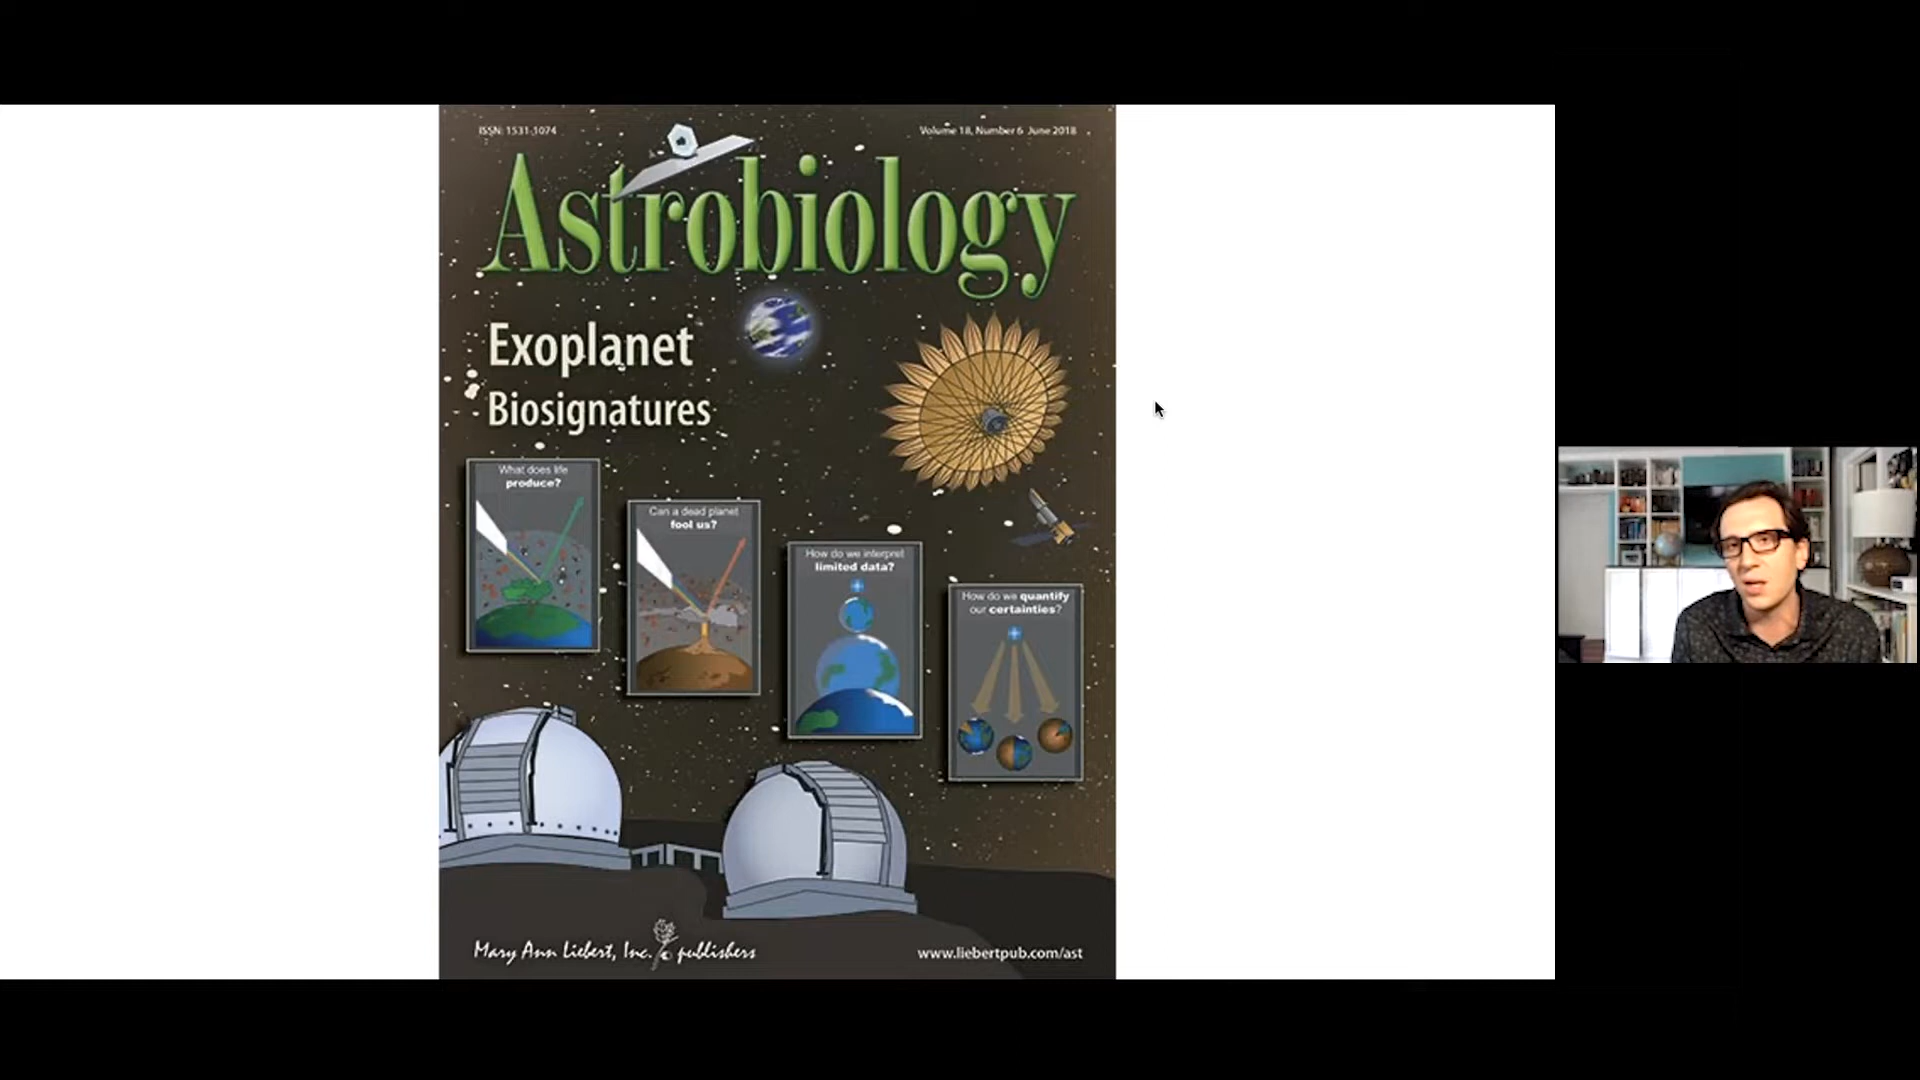 ISSN: 1531-1074
Volume 18, Number 6 June 2018
Astrobiology
Exoplanet
Biosignatures
What does life
produce?
Can a dead planet
fool us?
How do we interpret
limited data?
How do we quantify
our certainties?
Mary Ann Liebert, Inc. publishers
www.liebertpub.com/ast